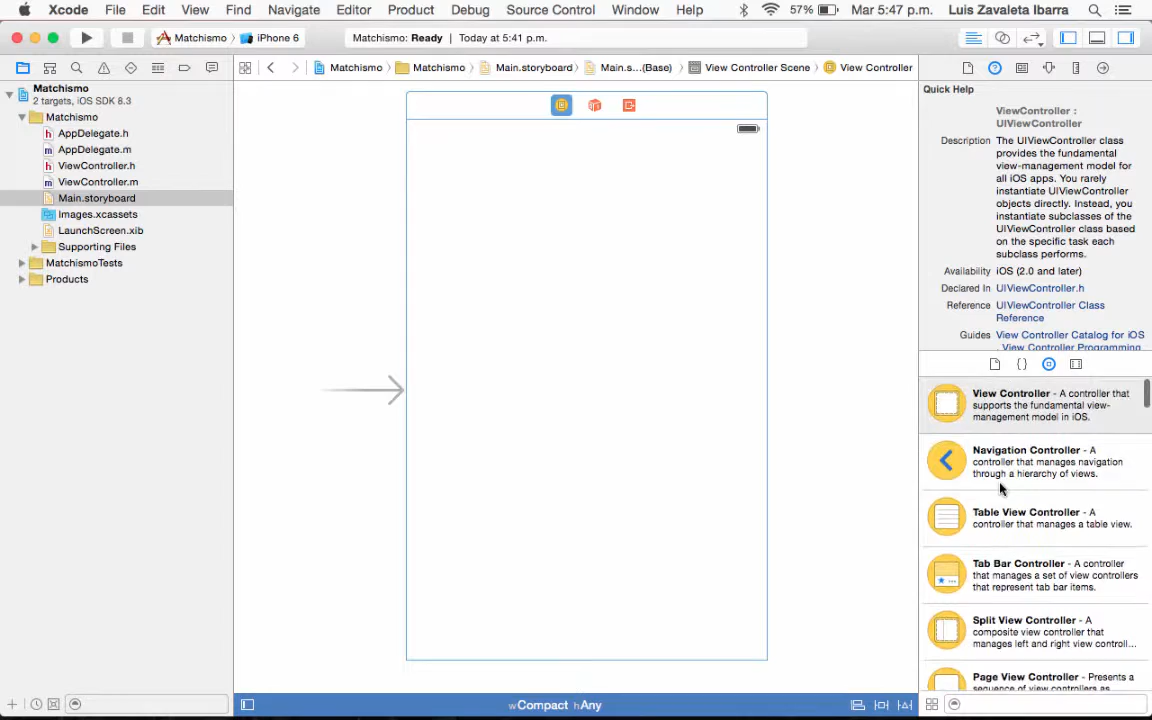 Xcode File Edit View Find Navigate Editor Product Debug Source Control Window Help 57% Mar 5:47 p.m. Luis Zavaleta Ibarra
Matchismo iPhone 6 Matchismo: Ready | Today at 5:41 p.m.
Matchismo Matchismo Main.storyboard Main.s...(Base) View Controller Scene View Controller
Matchismo
2 targets, iOS SDK 8.3
Matchismo
h AppDelegate.h
m AppDelegate.m
h ViewController.h
m ViewController.m
Main.storyboard
Images.xcassets
LaunchScreen.xib
Supporting Files
MatchismoTests
Products
Quick Help
ViewController :
UIViewController
Description The UIViewController class
provides the fundamental
view-management model for
all iOS apps. You rarely
instantiate UIViewController
objects directly. Instead, you
instantiate subclasses of the
UIViewController class based
on the specific task each
subclass performs.
Availability iOS (2.0 and later)
Declared In UIViewController.h
Reference UIViewController Class
Reference
Guides View Controller Catalog for iOS
, View Controller Programming
{ }
View Controller - A controller that
supports the fundamental view-
management model in iOS.
Navigation Controller - A
controller that manages navigation
through a hierarchy of views.
Table View Controller - A
controller that manages a table view.
Tab Bar Controller - A controller
that manages a set of view controllers
that represent tab bar items.
Split View Controller - A
composite view controller that
manages left and right view controll...
Page View Controller - Presents a
sequence of view controllers as
wCompact hAny